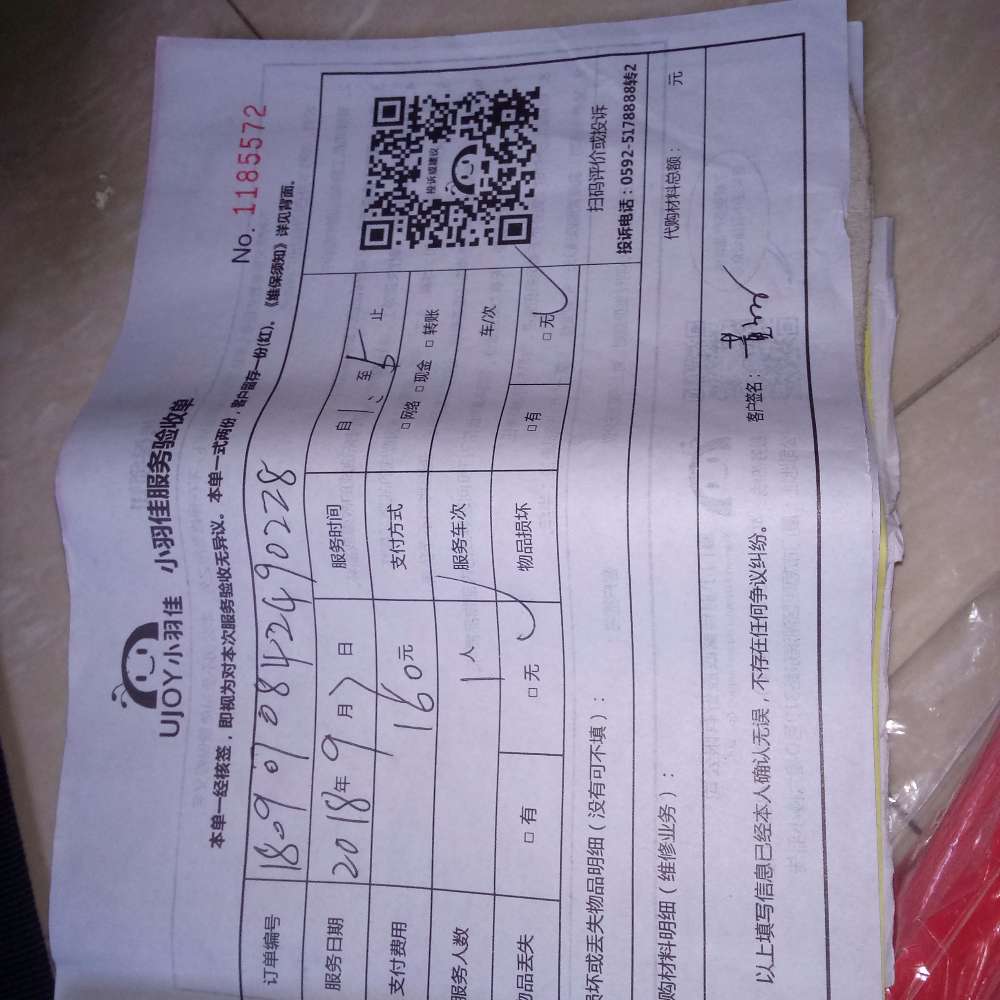 UJOY小羽佳 小羽佳服务验收单
No. 1185572
本单一经核签，即视为对本次服务验收无异议。本单一式两份，客户留存一份(红)、《维保须知》详见背面。
订单编号 18090708424990228
服务日期 2018年9月7日 服务时间 自1:至5止
支付费用 160元 支付方式 □网络 □现金 □转账
服务人数 1人 服务车次 车/次
品丢失 □有 □无 物品损坏 □有 □无
投诉或建议
扫码评价或投诉
投诉电话：0592-5178888转2
损坏或丢失物品明细（没有可不填）：
购材料明细（维修业务）： 代购材料总额： 元
以上填写信息已经本人确认无误，不存在任何争议纠纷。 客户签名：